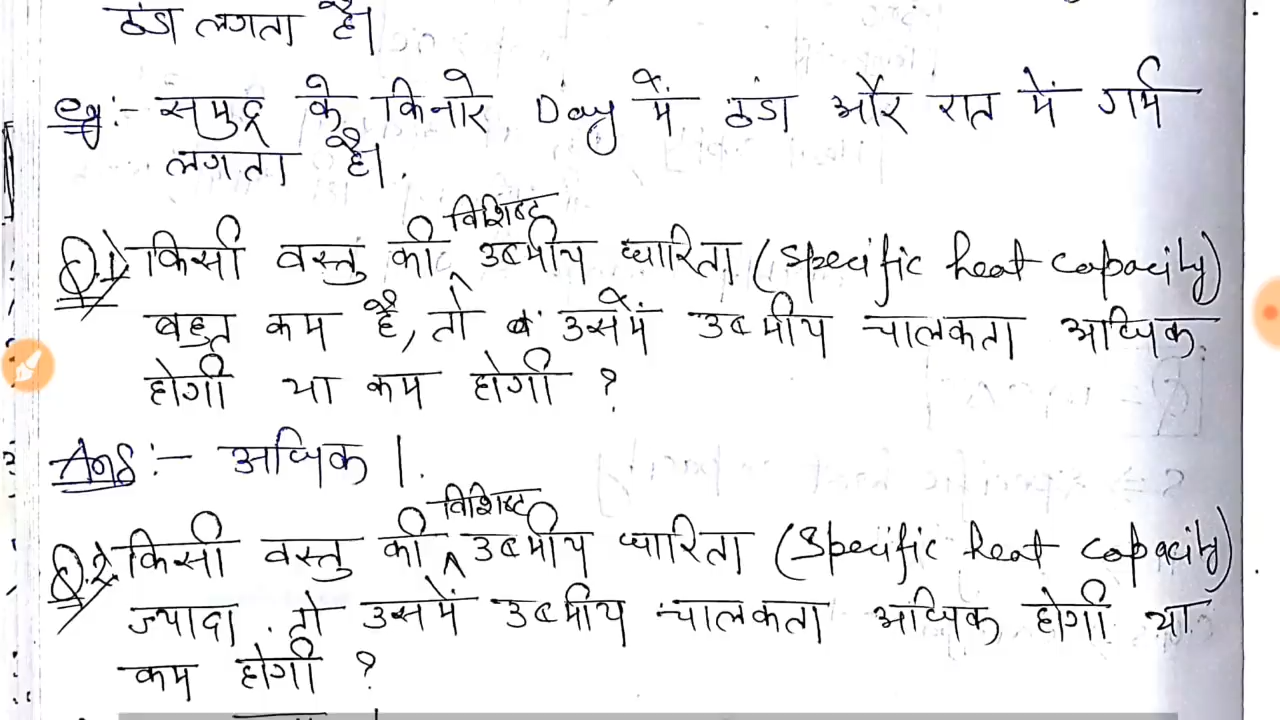 ठंडा लगता है।
eg:- समुद्र के किनारे Day में ठंडा और रात में गर्म
लगता है।
Q.1. किसी वस्तु की विशिष्ट उष्मीय धारिता (Specific heat capacity)
बहुत कम है, तो उसमें उष्मीय चालकता अधिक
होगी या कम होगी ?
Ans :- अधिक।
Q.2. किसी वस्तु की विशिष्ट उष्मीय धारिता (Specific heat capacity)
ज्यादा तो उसमें उष्मीय चालकता अधिक होगी या
कम होगी ?